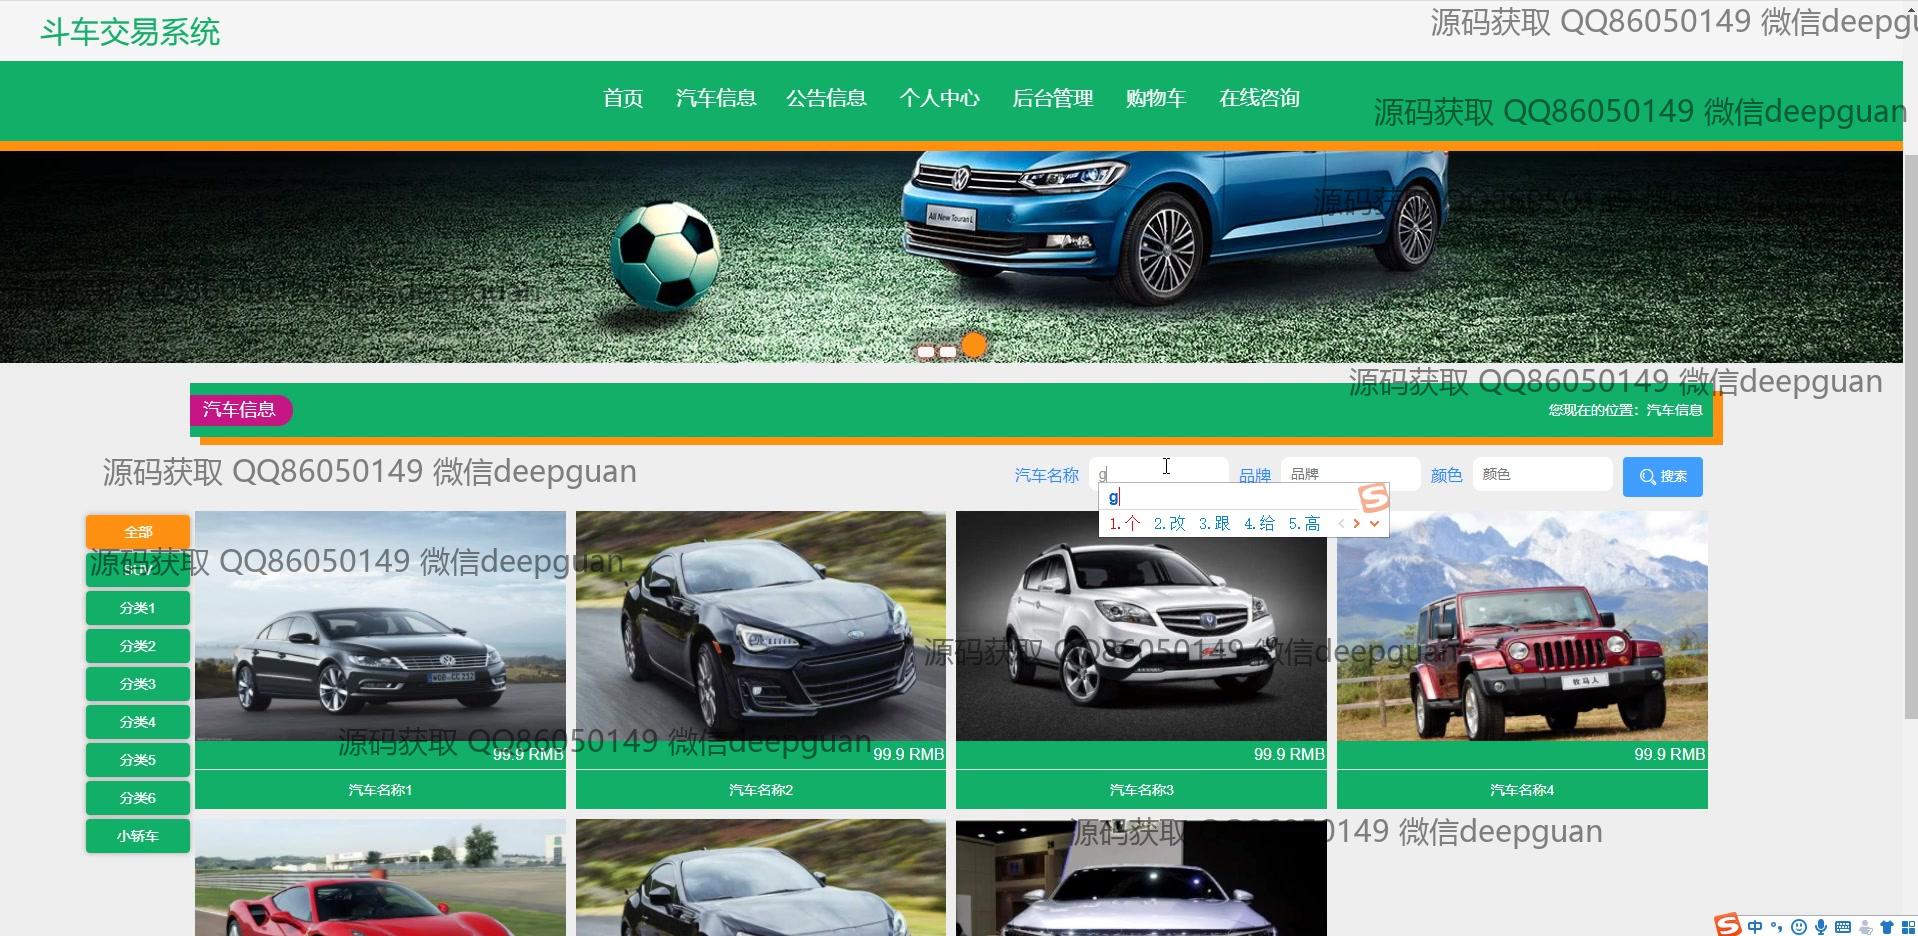 斗车交易系统
源码获取 QQ86050149 微信deepgu
首页 汽车信息 公告信息 个人中心 后台管理 购物车 在线咨询
源码获取 QQ86050149 微信deepguan
All New Touran L
源码获取 QQ86050149 微信deepguan
汽车信息
您现在的位置：汽车信息
源码获取 QQ86050149 微信deepguan
汽车名称 g 品牌 品牌 颜色 颜色 搜索
g
1.个 2.改 3.跟 4.给 5.高
全部
源码获取 QQ86050149 微信deepguan
分类1
分类2
分类3
分类4
分类5
分类6
小轿车
源码获取 QQ86050149 微信deepguan
牧马人
源码获取 QQ86050149 微信deepguan
99.9 RMB 99.9 RMB 99.9 RMB 99.9 RMB
汽车名称1 汽车名称2 汽车名称3 汽车名称4
源码获取 QQ86050149 微信deepguan
中